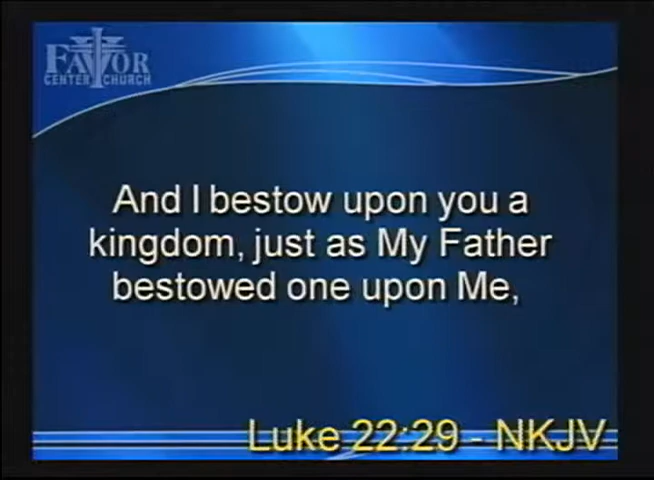 FAVOR
CENTER CHURCH
And I bestow upon you a
kingdom, just as My Father
bestowed one upon Me,
Luke 22:29 - NKJV